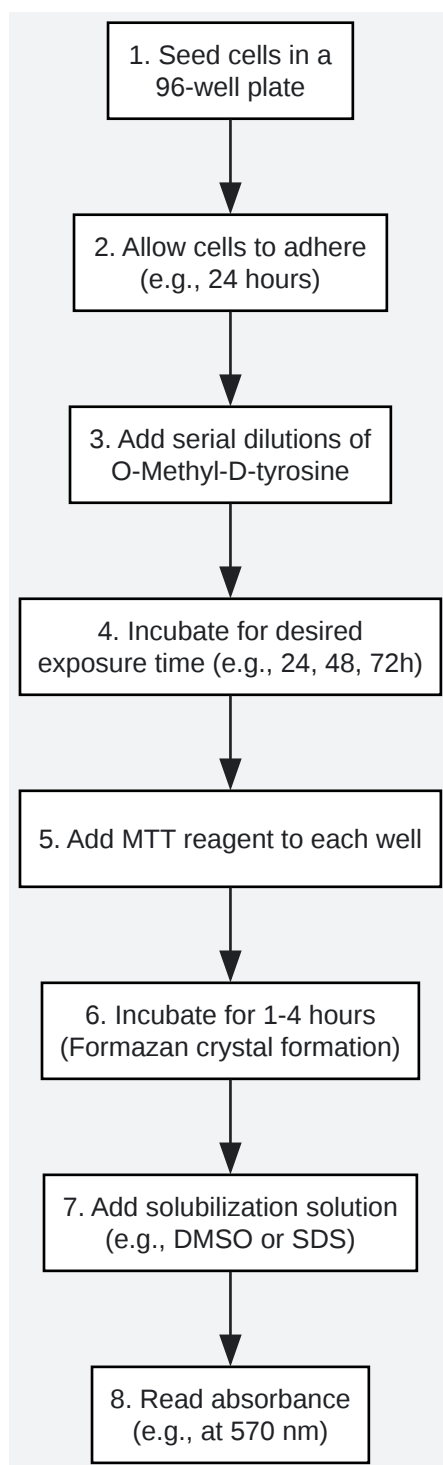 1. Seed cells in a
96-well plate
2. Allow cells to adhere
(e.g., 24 hours)
3. Add serial dilutions of
O-Methyl-D-tyrosine
4. Incubate for desired
exposure time (e.g., 24, 48, 72h)
5. Add MTT reagent to each well
6. Incubate for 1-4 hours
(Formazan crystal formation)
7. Add solubilization solution
(e.g., DMSO or SDS)
8. Read absorbance
(e.g., at 570 nm)